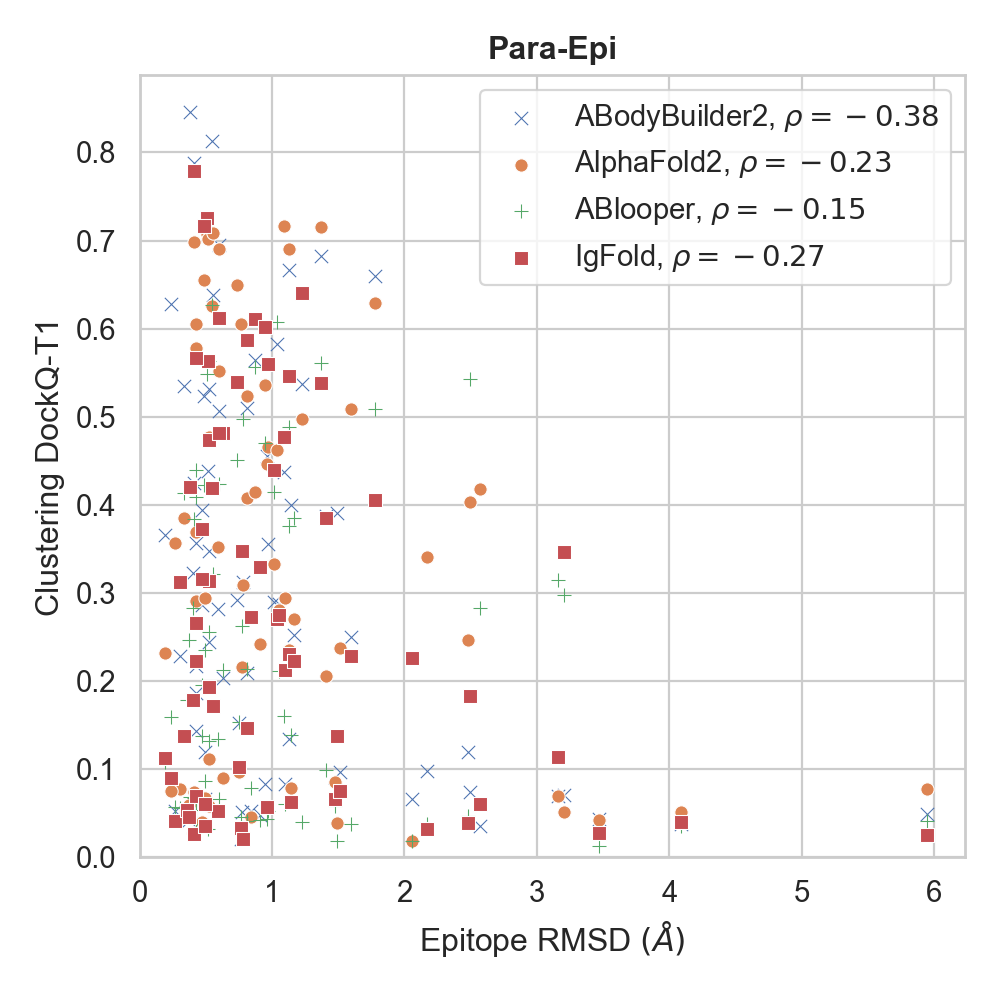 Para-Epi
ABodyBuilder2, ρ = −0.38
AlphaFold2, ρ = −0.23
ABlooper, ρ = −0.15
IgFold, ρ = −0.27
Clustering DockQ-T1
0.8
0.7
0.6
0.5
0.4
0.3
0.2
0.1
0.0
0 1 2 3 4 5 6
Epitope RMSD (Å)